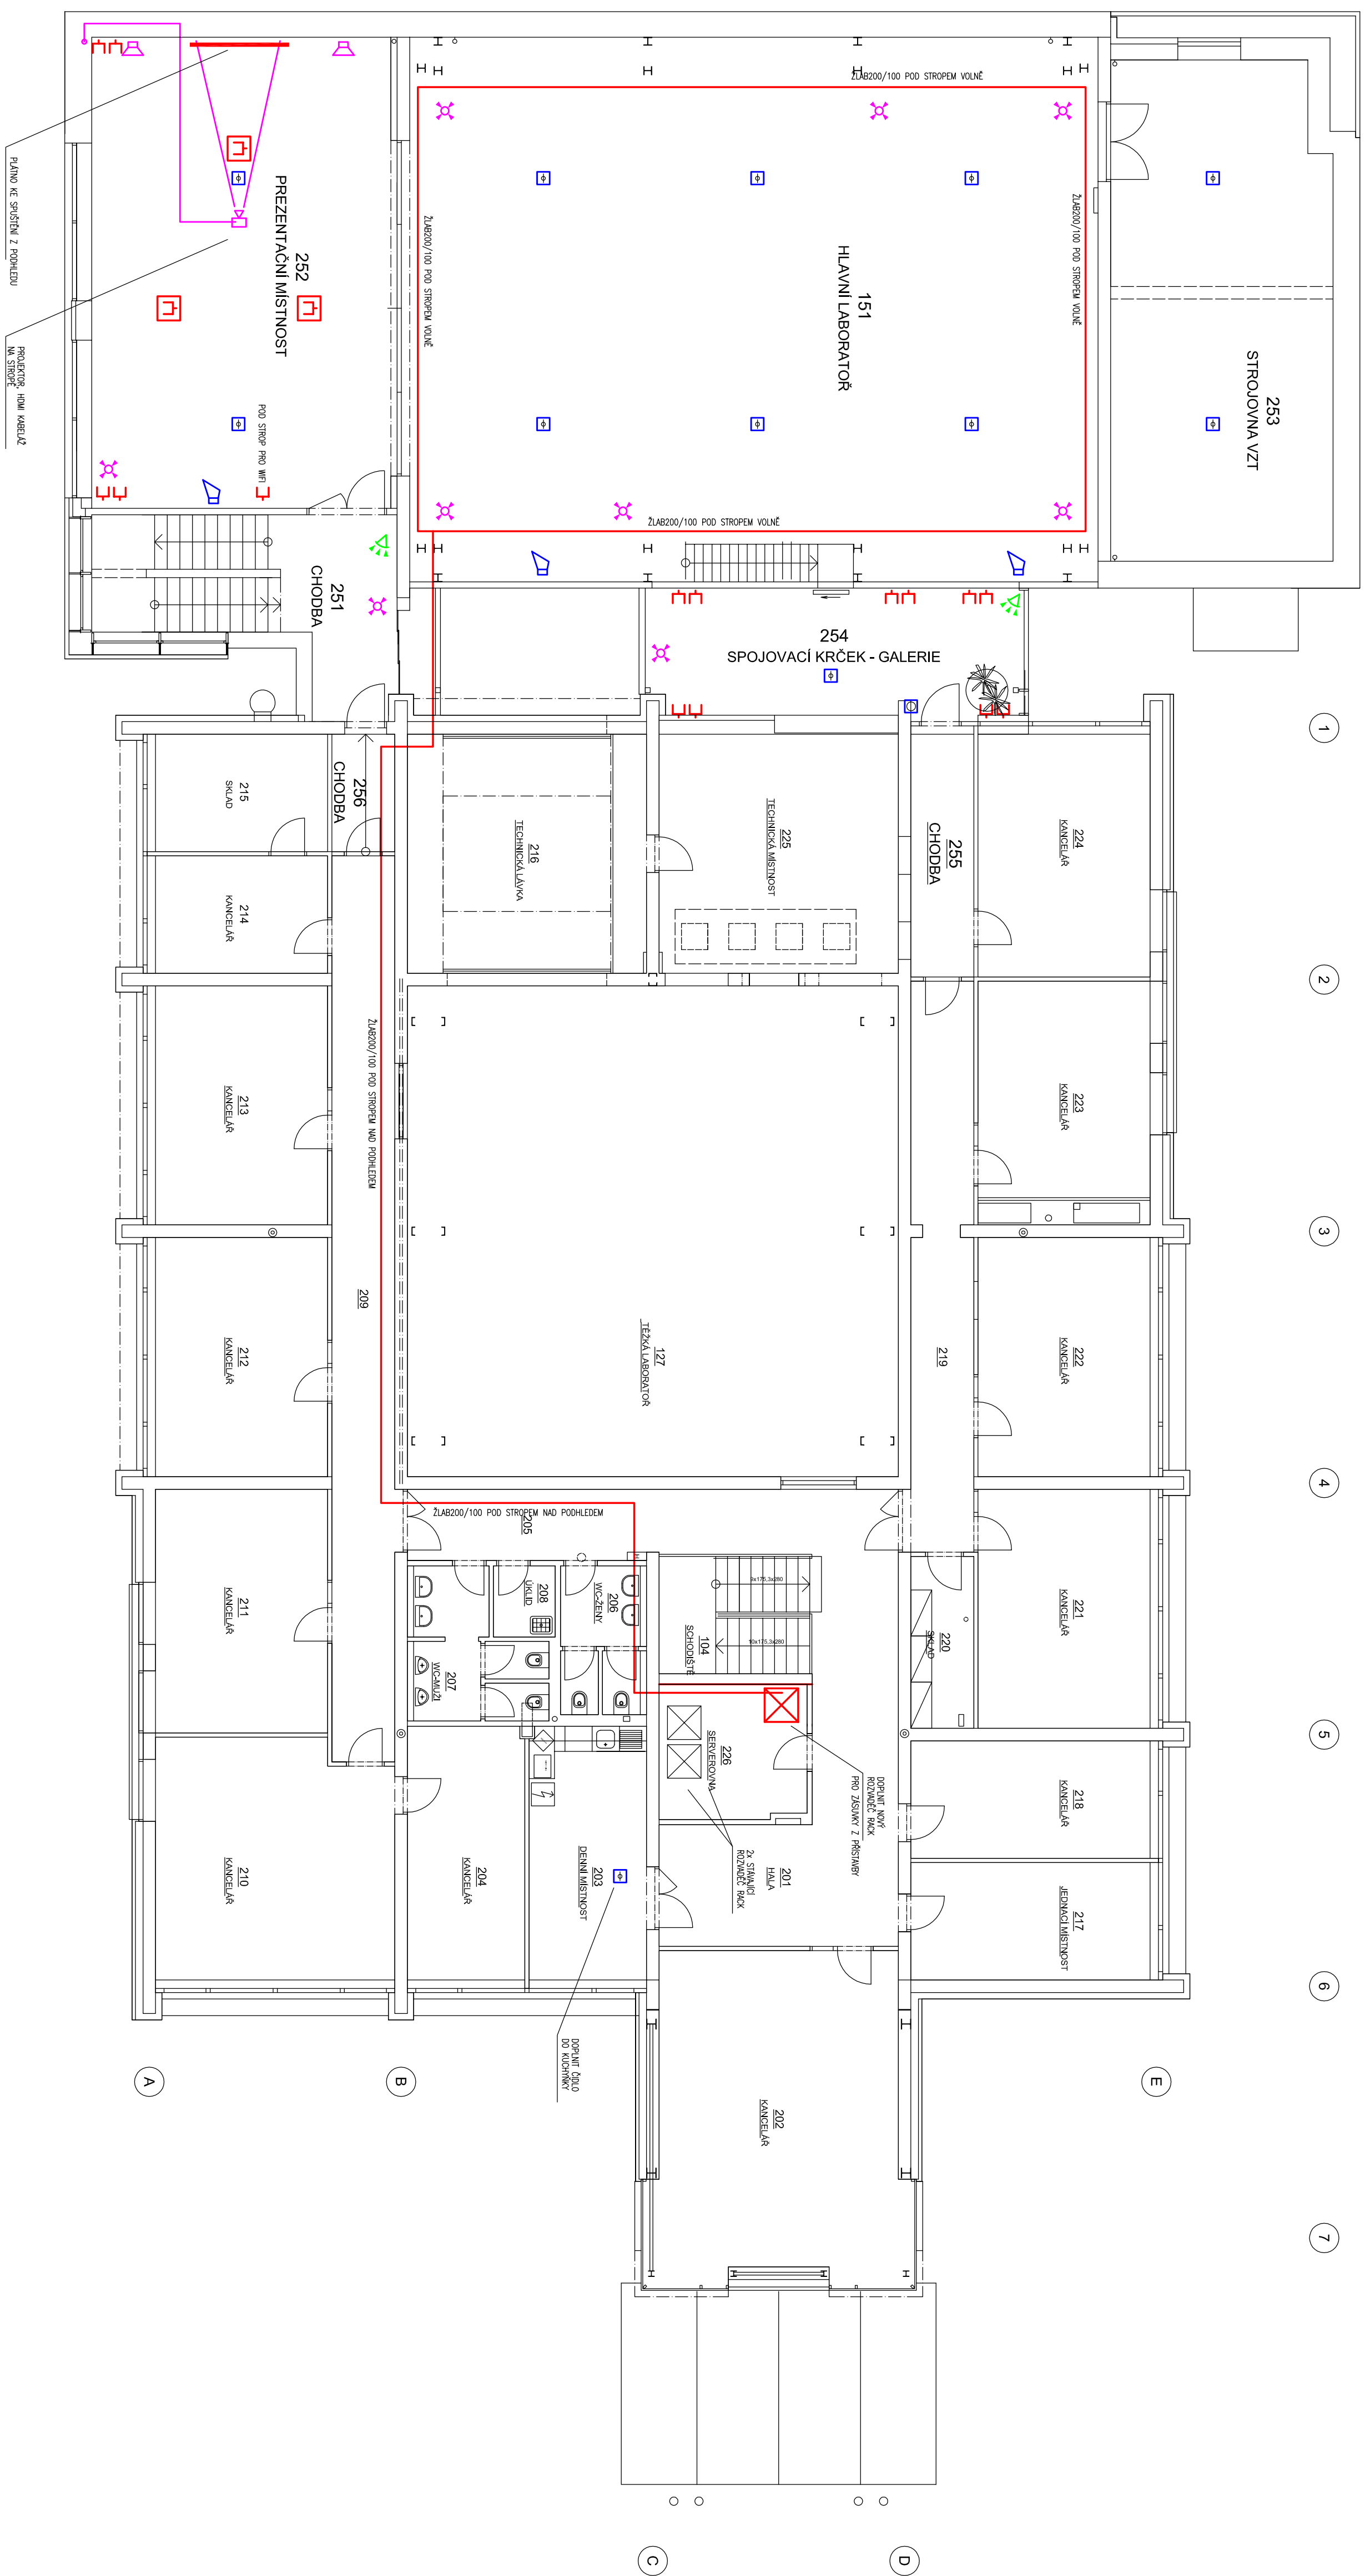 ŽLAB200/100 POD STROPEM VOLNĚ
ŽLAB200/100 POD STROPEM VOLNĚ
ŽLAB200/100 POD STROPEM VOLNĚ
ŽLAB200/100 POD STROPEM VOLNĚ
PLÁTNO KE SPUŠTĚNÍ Z PODHLEDU
252
PREZENTAČNÍ MÍSTNOST
PROJEKTOR, HDMI KABELÁŽ
NA STROPĚ
POD STROP PRO WIFI
151
HLAVNÍ LABORATOŘ
253
STROJOVNA VZT
251
CHODBA
254
SPOJOVACÍ KRČEK - GALERIE
1
256
CHODBA
215
SKLAD
216
TECHNICKÁ LÁVKA
225
TECHNICKÁ MÍSTNOST
255
CHODBA
224
KANCELÁŘ
214
KANCELÁŘ
2
ŽLAB200/100 POD STROPEM NAD PODHLEDEM
213
KANCELÁŘ
223
KANCELÁŘ
3
209
212
KANCELÁŘ
127
TĚŽKÁ LABORATOŘ
219
222
KANCELÁŘ
4
ŽLAB200/100 POD STROPEM NAD PODHLEDEM
205
211
KANCELÁŘ
208
ÚKLID
206
WC-ŽENY
207
WC-MUŽI
9x175,3x280
10x175,3x280
104
SCHODIŠTĚ
220
SKLAD
221
KANCELÁŘ
5
226
SERVEROVNA
DOPLNIT NOVÝ
ROZVADĚČ RACK
PRO ZÁSUVKY Z PŘÍSTAVBY
2x STÁVAJÍCÍ
ROZVADĚČ RACK
201
HALA
218
KANCELÁŘ
217
JEDNACÍ MÍSTNOST
210
KANCELÁŘ
204
KANCELÁŘ
203
DENNÍ MÍSTNOST
6
DOPLNIT ČIDLO
DO KUCHYŇKY
A
B
E
202
KANCELÁŘ
7
C
D